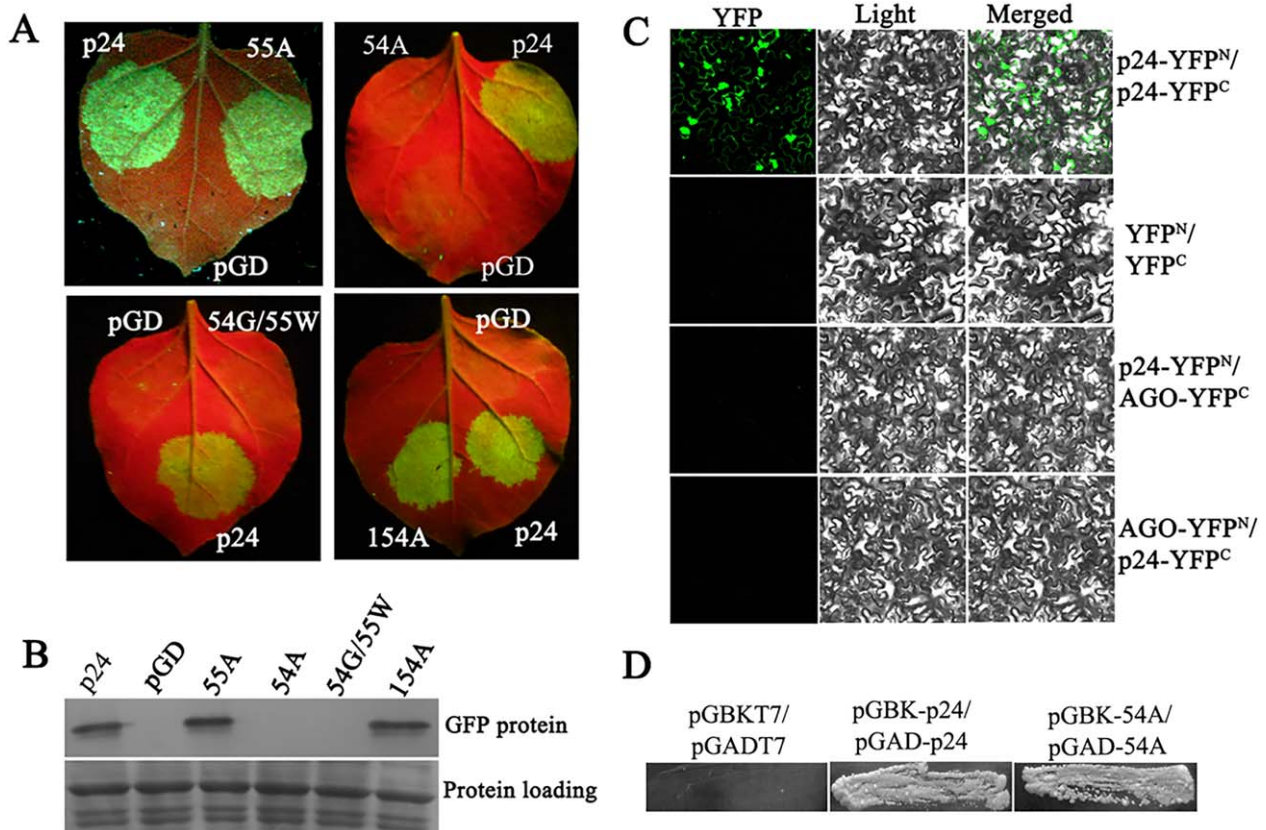 A
p24
55A
pGD
54A
p24
pGD
pGD
54G/55W
p24
pGD
154A
p24
B
p24
pGD
55A
54A
54G/55W
154A
GFP protein
Protein loading
C
YFP
Light
Merged
p24-YFPᴺ/
p24-YFPᶜ
YFPᴺ/
YFPᶜ
p24-YFPᴺ/
AGO-YFPᶜ
AGO-YFPᴺ/
p24-YFPᶜ
D
pGBKT7/
pGADT7
pGBK-p24/
pGAD-p24
pGBK-54A/
pGAD-54A